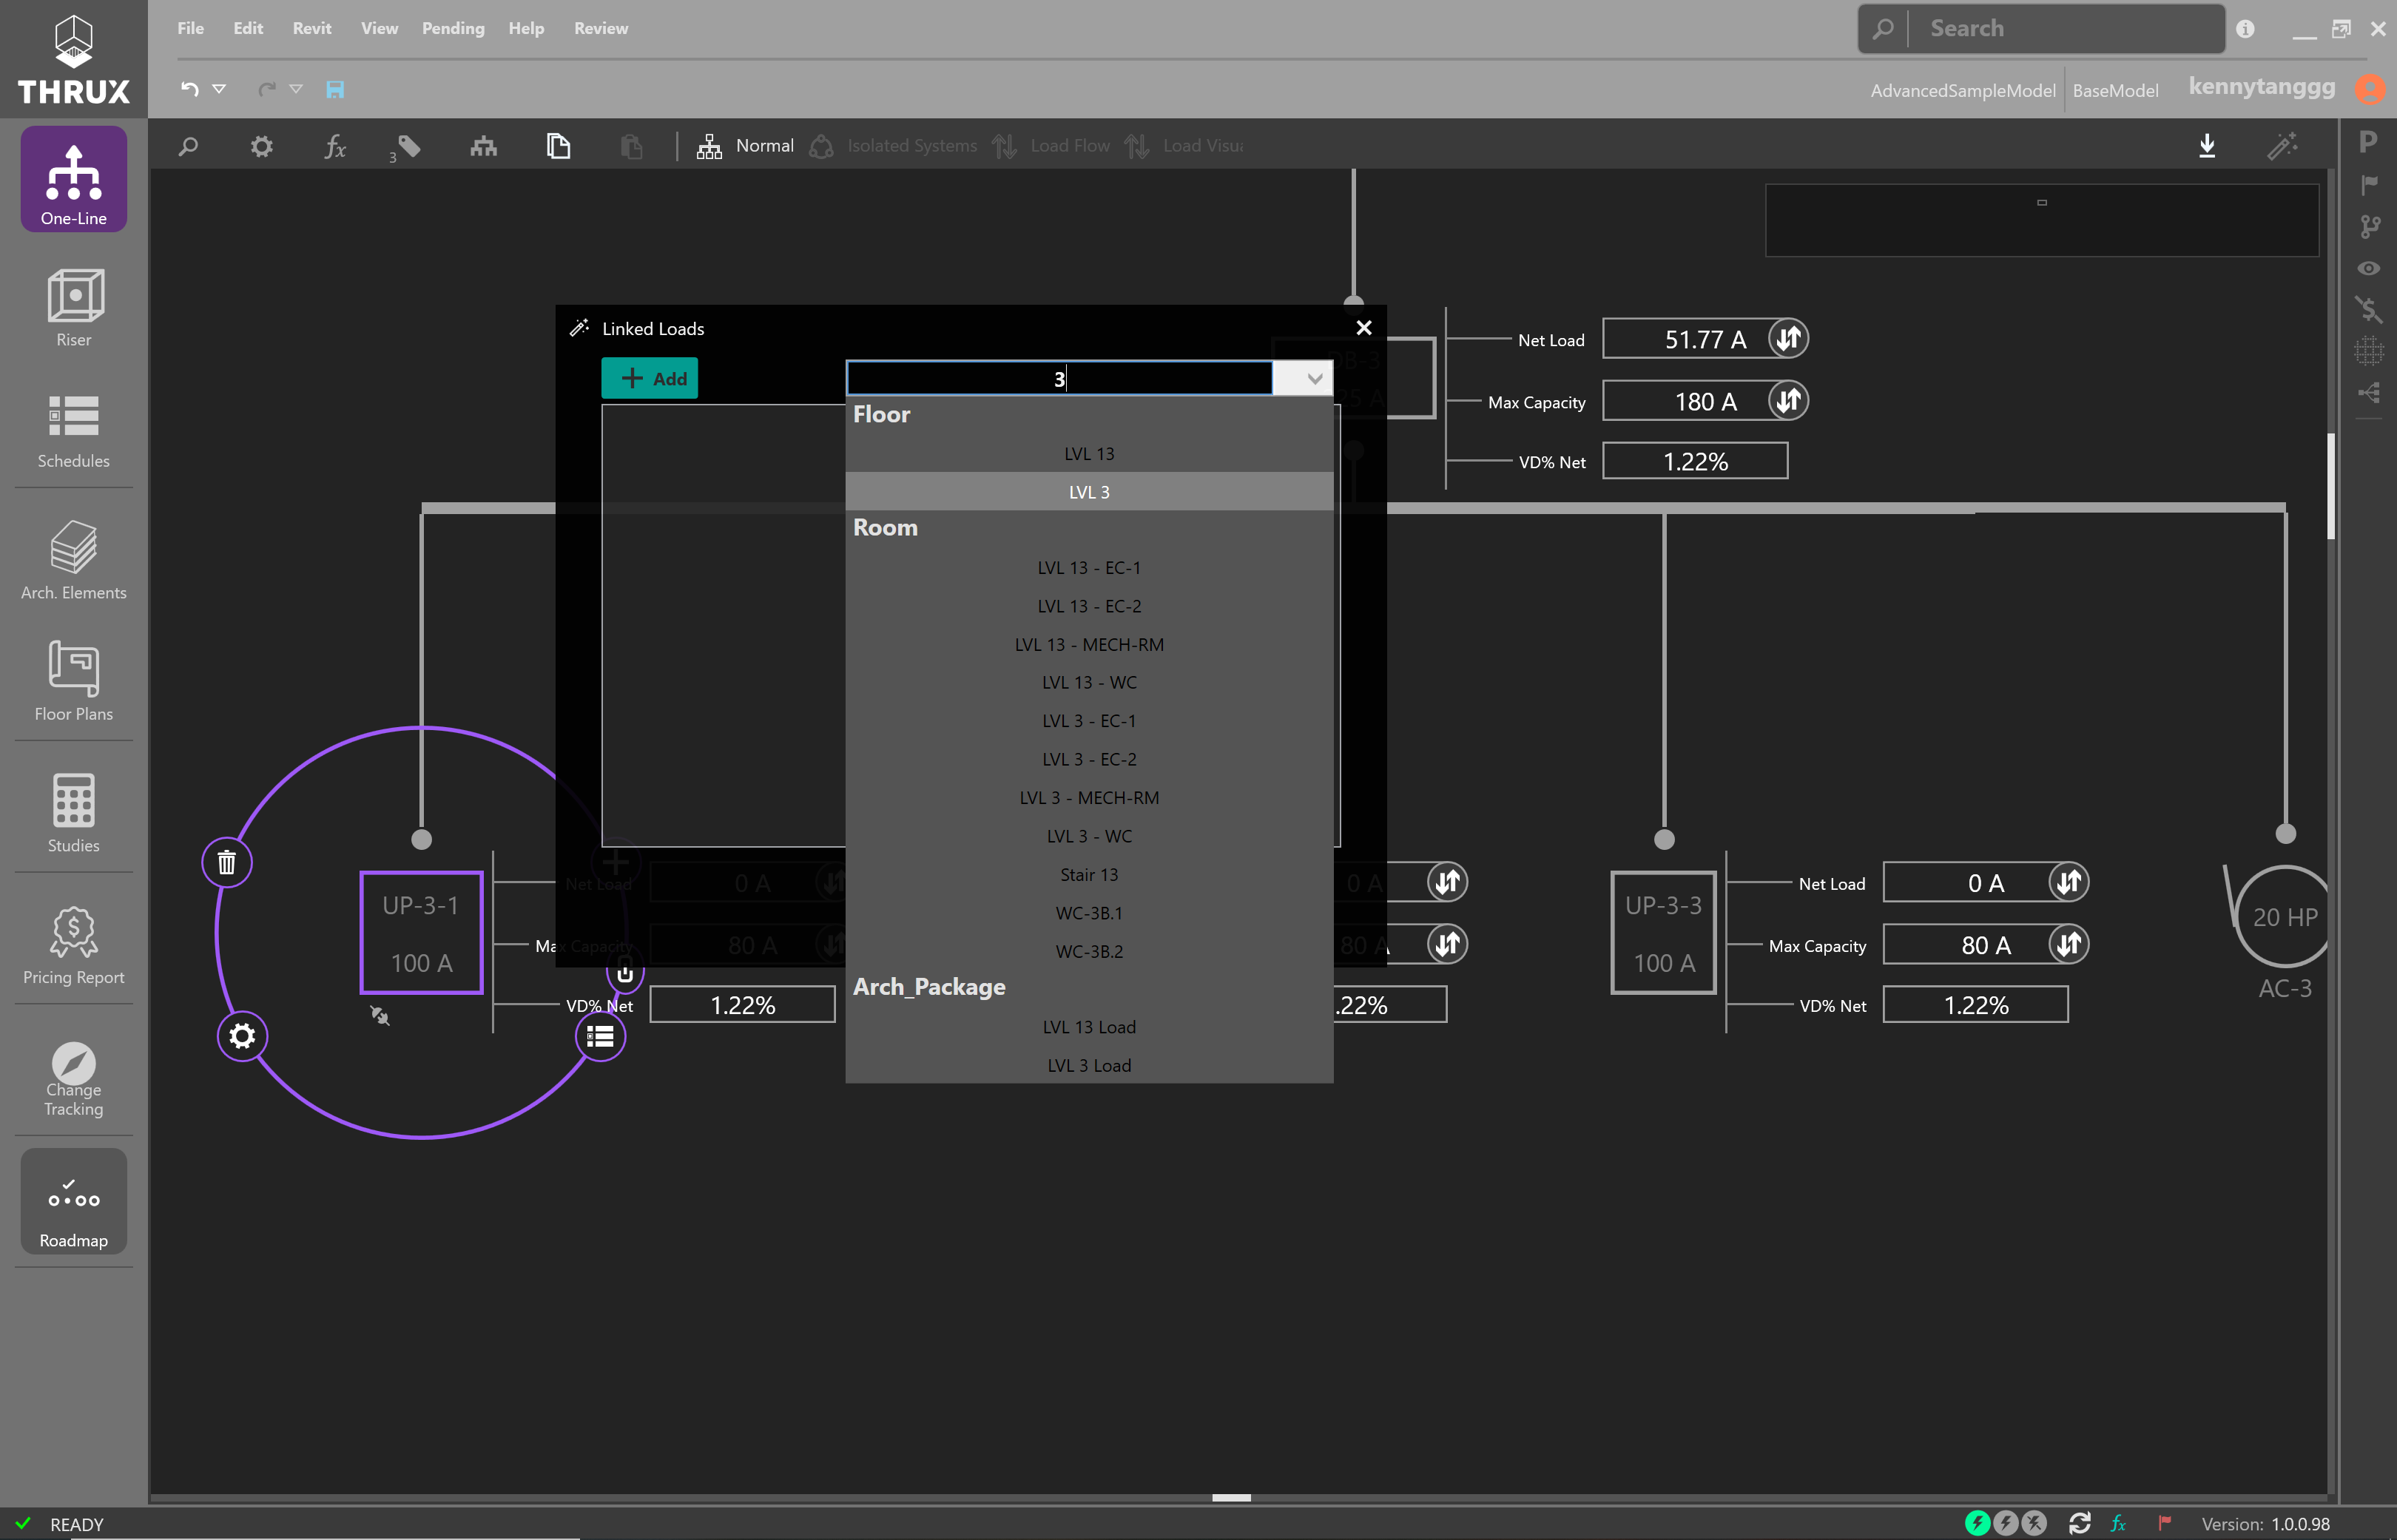 THRUX
File Edit Revit View Pending Help Review
Search
AdvancedSampleModel BaseModel kennytanggg
3 Normal Isolated Systems Load Flow
P
One-Line
Riser
Schedules
Arch. Elements
Floor Plans
Studies
Pricing Report
Change
Tracking
Roadmap
Linked Loads
Add
3
Floor
LVL 13
LVL 3
Room
LVL 13 - EC-1
LVL 13 - EC-2
LVL 13 - MECH-RM
LVL 13 - WC
LVL 3 - EC-1
LVL 3 - EC-2
LVL 3 - MECH-RM
LVL 3 - WC
Stair 13
WC-3B.1
WC-3B.2
Arch_Package
LVL 13 Load
LVL 3 Load
Net Load 51.77 A
Max Capacity 180 A
VD% Net 1.22%
UP-3-1
100 A
Net Load 0 A
Max Capacity 80 A
VD% Net 1.22%
0 A
80 A
.22%
UP-3-3
100 A
Net Load 0 A
Max Capacity 80 A
VD% Net 1.22%
20 HP
AC-3
READY
fx
Version: 1.0.0.98